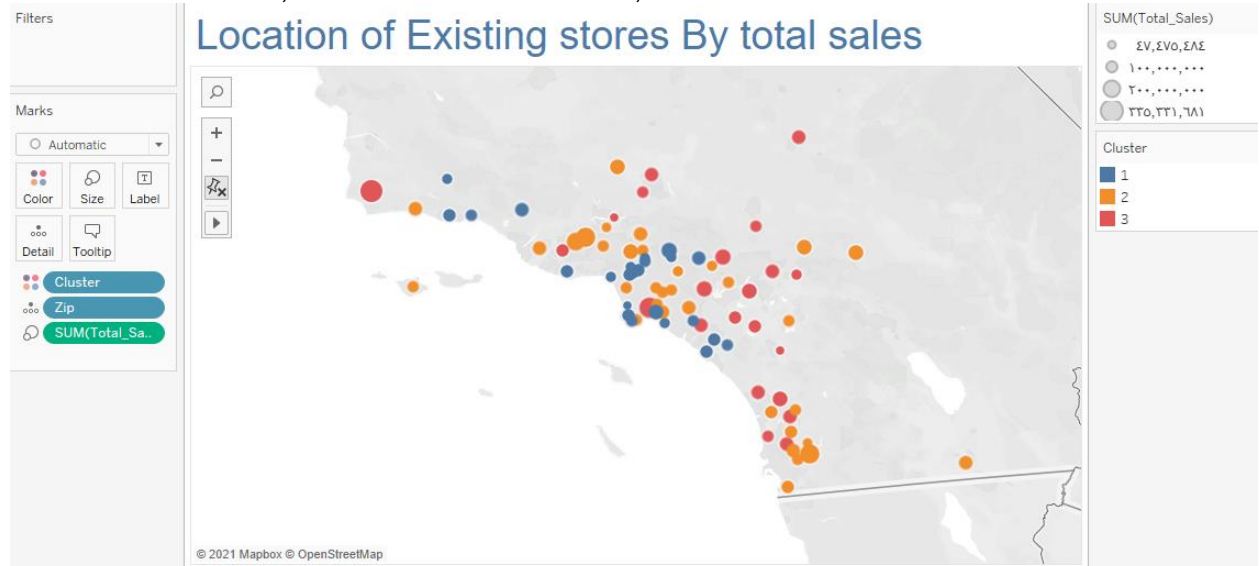 Filters
Marks
Automatic
Color
Size
Label
Detail
Tooltip
Cluster
Zip
SUM(Total_Sa..
Location of Existing stores By total sales
© 2021 Mapbox © OpenStreetMap
SUM(Total_Sales)
٤٧,٤٧٥,٤٨٤
١٠٠,٠٠٠,٠٠٠
٢٠٠,٠٠٠,٠٠٠
٣٣٥,٣٣١,٦٨١
Cluster
1
2
3